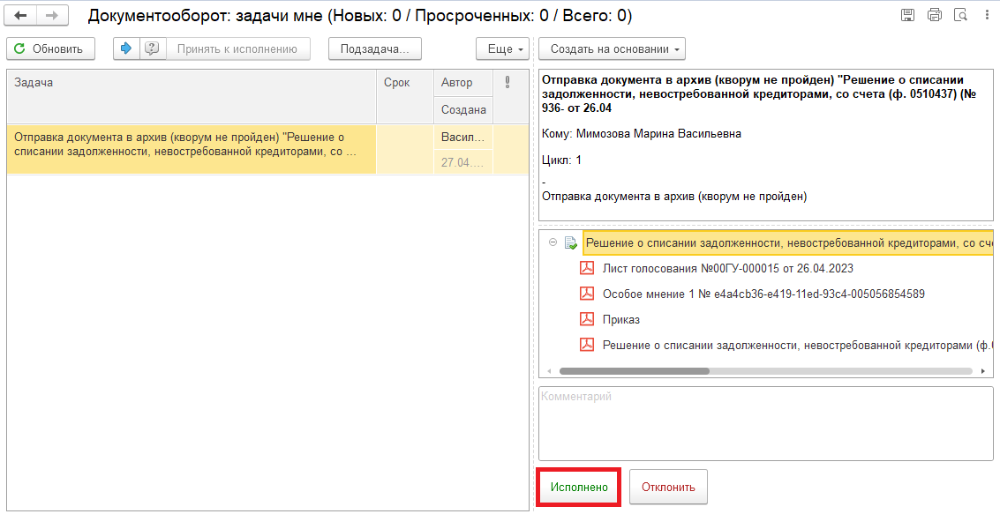 Документооборот: задачи мне (Новых: 0 / Просроченных: 0 / Всего: 0)
Обновить
Принять к исполнению
Подзадача...
Еще
Создать на основании
Задача
Срок
Автор
Создана
Отправка документа в архив (кворум не пройден) "Решение о
списании задолженности, невостребованной кредиторами, со ...
Васил...
27.04....
Отправка документа в архив (кворум не пройден) "Решение о списании
задолженности, невостребованной кредиторами, со счета (ф. 0510437) (№
936- от 26.04
Кому: Мимозова Марина Васильевна
Цикл: 1
-
Отправка документа в архив (кворум не пройден)
Решение о списании задолженности, невостребованной кредиторами, со сче
Лист голосования №00ГУ-000015 от 26.04.2023
Особое мнение 1 № e4a4cb36-e419-11ed-93c4-005056854589
Приказ
Решение о списании задолженности, невостребованной кредиторами (ф.0
Комментарий
Исполнено
Отклонить